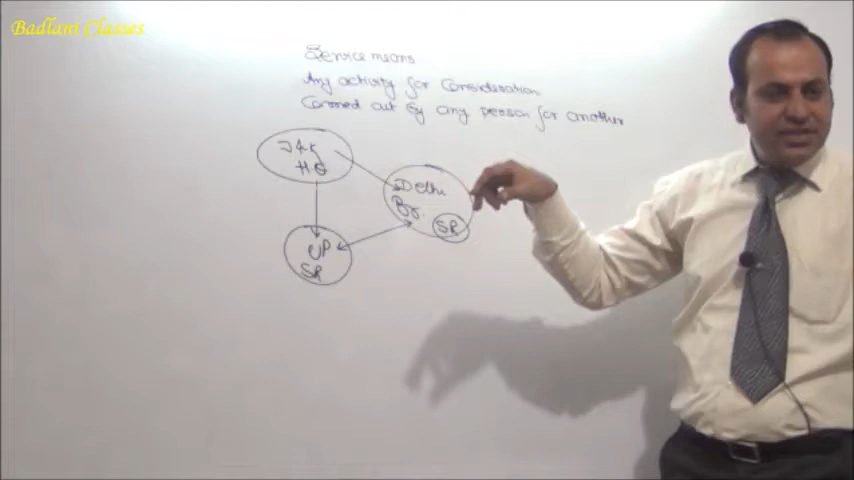 Badlani Classes
Service means
Any activity for Consideration
Carried out by any person for another
J & K
HO
Delhi
Br.
SR
UP
SR